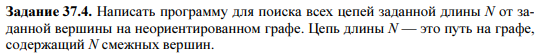 Задание 37.4. Написать программу для поиска всех цепей заданной длины N от за-
данной вершины на неориентированном графе. Цепь длины N — это путь на графе,
содержащий N смежных вершин.